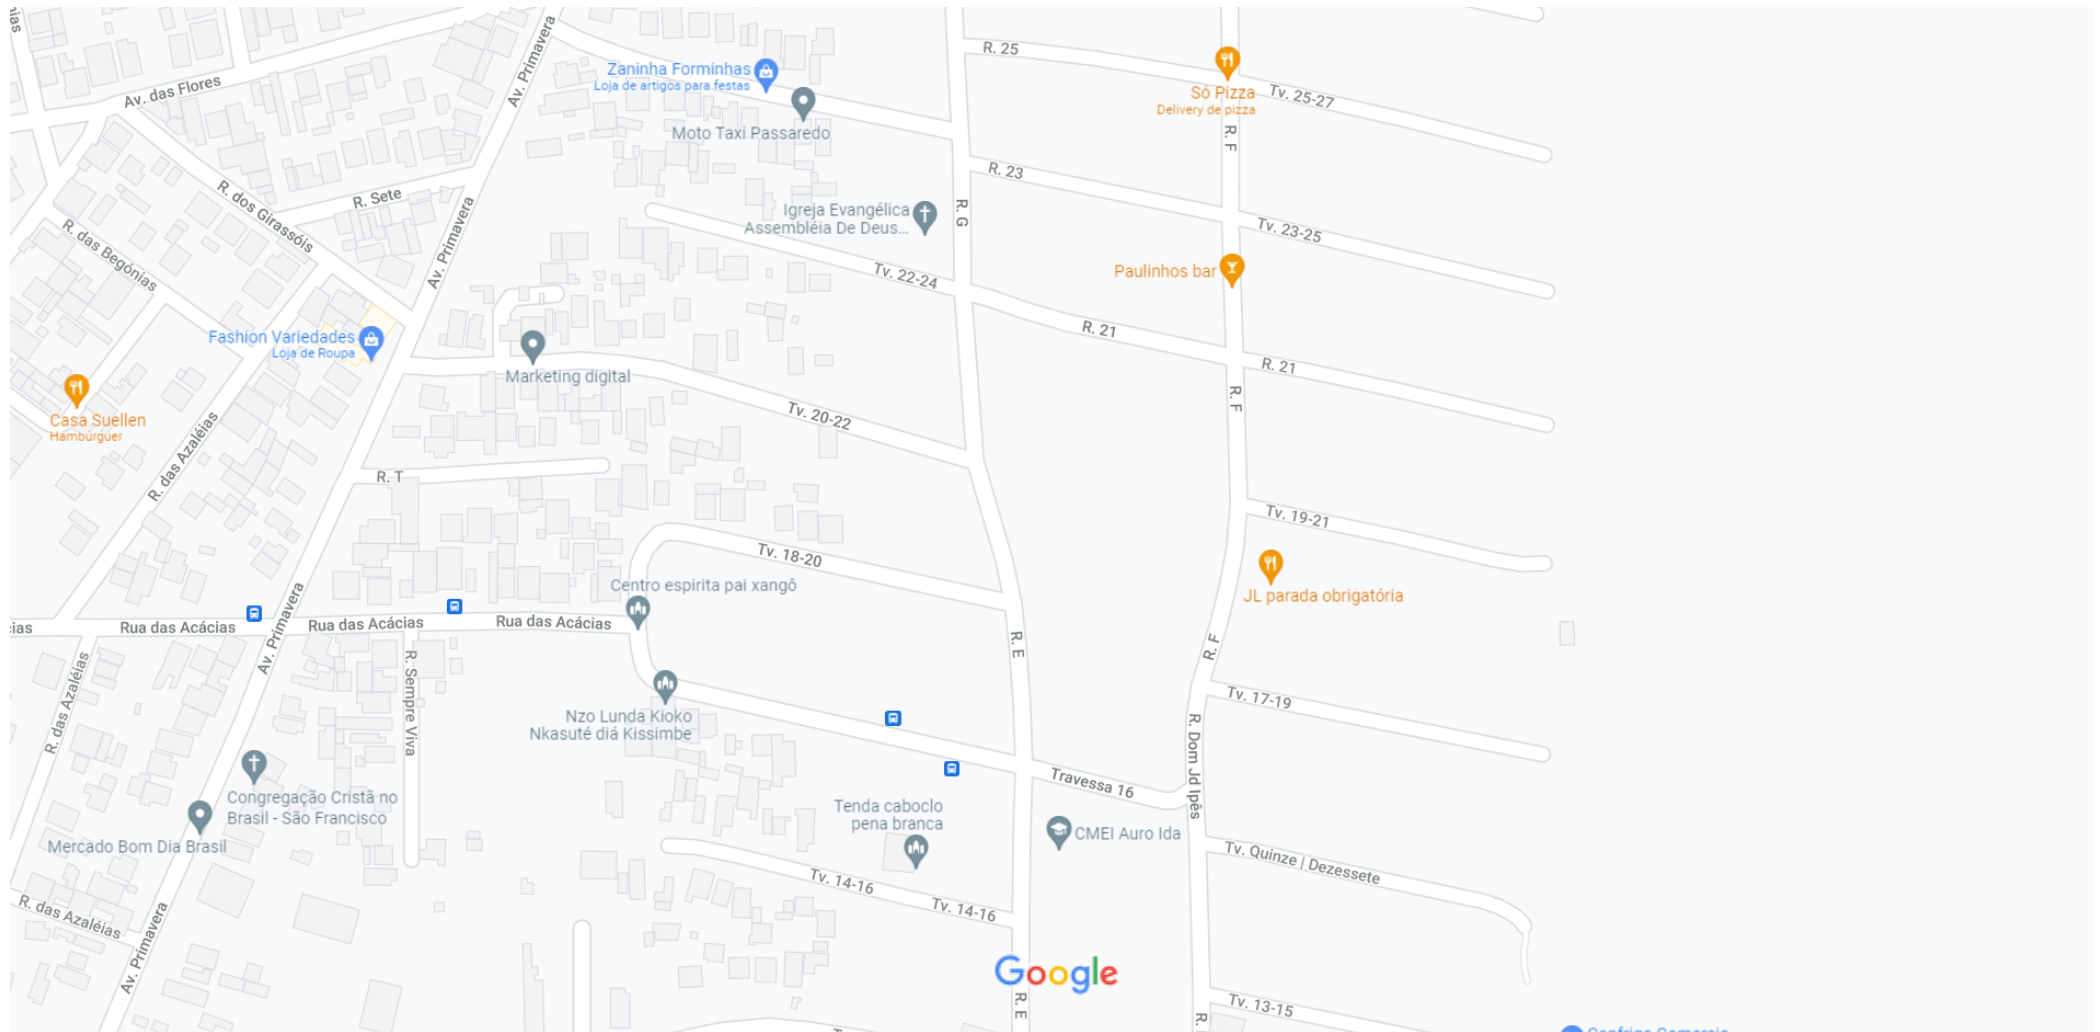 R. 25
Av. Primavera
Zaninha Forminhas
Loja de artigos para festas
Só Pizza
Delivery de pizza
Tv. 25-27
Av. das Flores
Moto Taxi Passaredo
R. F
R. 23
R. dos Girassóis
R. Sete
Igreja Evangélica
Assembléia De Deus...
R. G
Tv. 23-25
R. das Begónias
Av. Primavera
Tv. 22-24
Paulinhos bar
R. 21
Fashion Variedades
Loja de Roupa
R. 21
Marketing digital
R. F
Casa Suellen
Hambúrguer
Tv. 20-22
R. das Azaléias
R. T
Tv. 19-21
Tv. 18-20
Centro espirita pai xangô
JL parada obrigatória
Rua das Acácias
Rua das Acácias
Rua das Acácias
Av. Primavera
R. E
R. F
R. Sempre Viva
R. das Azaléias
Tv. 17-19
Nzo Lunda Kioko
Nkasuté diá Kissimbe
R. Dom Jd Ipês
Travessa 16
Congregação Cristã no
Brasil - São Francisco
Tenda caboclo
pena branca
CMEI Auro Ida
Mercado Bom Dia Brasil
Tv. Quinze | Dezessete
Tv. 14-16
Tv. 14-16
R. das Azaléias
Av. Primavera
Google
R. E
Tv. 13-15